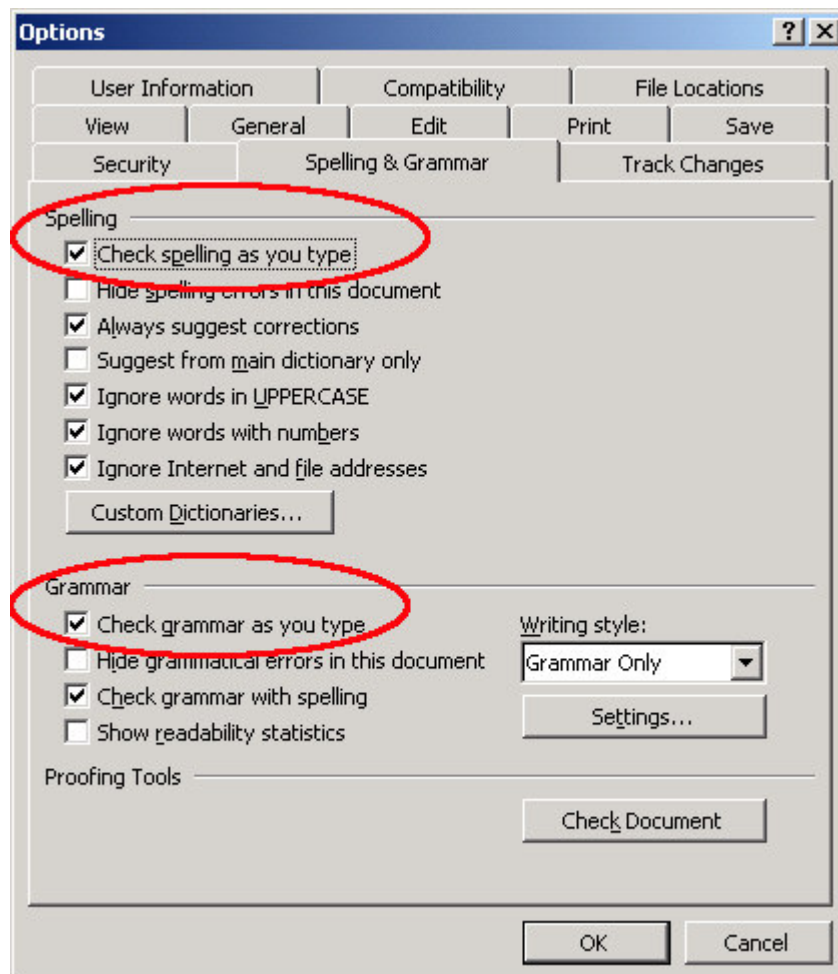 Options
User Information Compatibility File Locations
View General Edit Print Save
Security Spelling & Grammar Track Changes
Spelling
Check spelling as you type
Hide spelling errors in this document
Always suggest corrections
Suggest from main dictionary only
Ignore words in UPPERCASE
Ignore words with numbers
Ignore Internet and file addresses
Custom Dictionaries...
Grammar
Check grammar as you type
Writing style:
Hide grammatical errors in this document
Grammar Only
Check grammar with spelling
Settings...
Show readability statistics
Proofing Tools
Check Document
OK Cancel